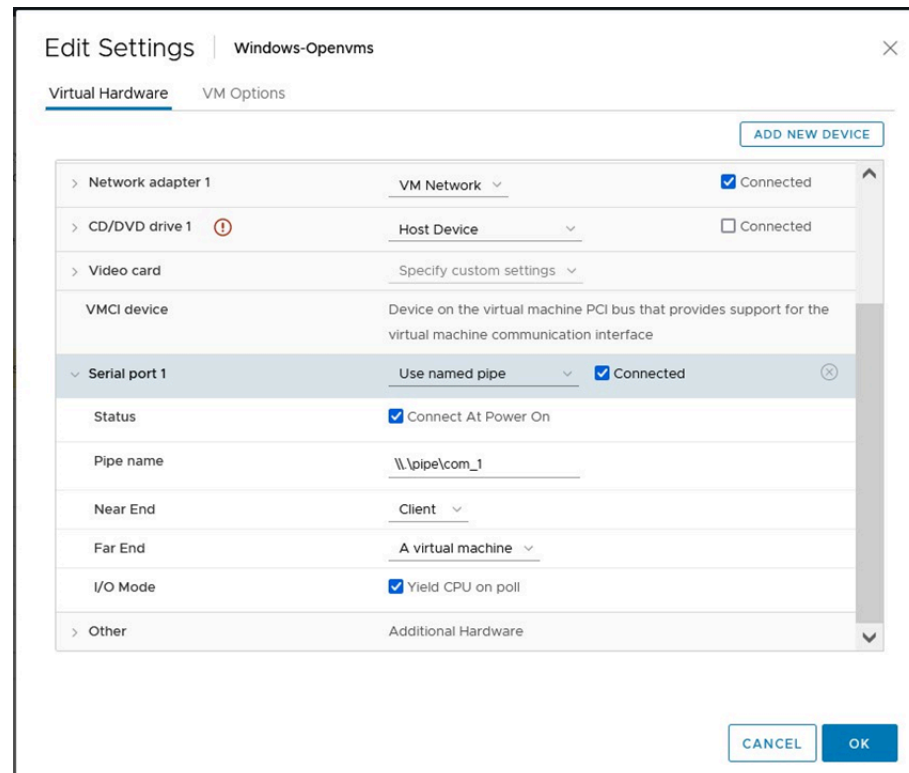 Edit Settings Windows-Openvms
Virtual Hardware VM Options
ADD NEW DEVICE
Network adapter 1 VM Network Connected
CD/DVD drive 1 Host Device Connected
Video card Specify custom settings
VMCI device Device on the virtual machine PCI bus that provides support for the
virtual machine communication interface
Serial port 1 Use named pipe Connected
Status Connect At Power On
Pipe name \\.\pipe\com_1
Near End Client
Far End A virtual machine
I/O Mode Yield CPU on poll
Other Additional Hardware
CANCEL OK